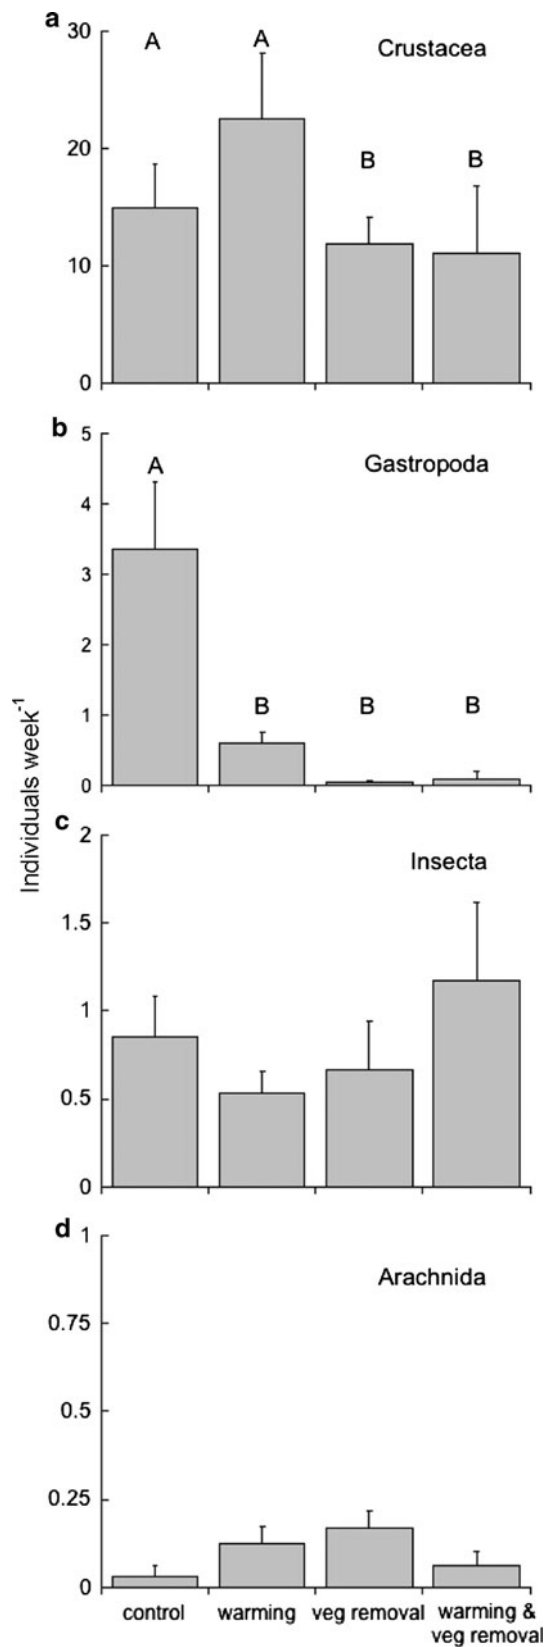 a
30
A
A
Crustacea
20
B
B
10
0
b
5
Gastropoda
A
4
3
2
1
B
B
B
0
Individuals week-1
c
2
Insecta
1.5
1
0.5
0
d
1
Arachnida
0.75
0.5
0.25
0
control
warming
veg removal
warming &
veg removal